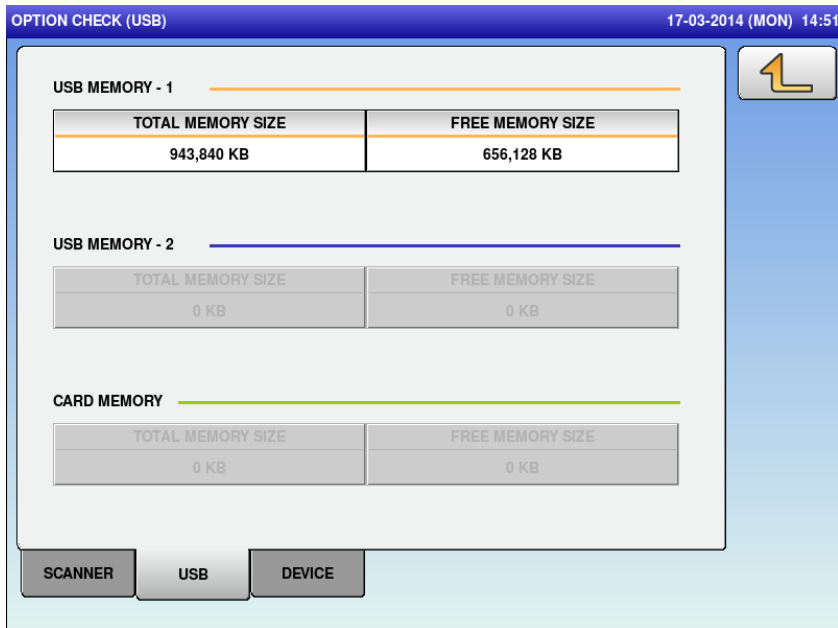 OPTION CHECK (USB) 17-03-2014 (MON) 14:51
USB MEMORY - 1
TOTAL MEMORY SIZE FREE MEMORY SIZE
943,840 KB 656,128 KB
USB MEMORY - 2
TOTAL MEMORY SIZE FREE MEMORY SIZE
0 KB 0 KB
CARD MEMORY
TOTAL MEMORY SIZE FREE MEMORY SIZE
0 KB 0 KB
SCANNER USB DEVICE